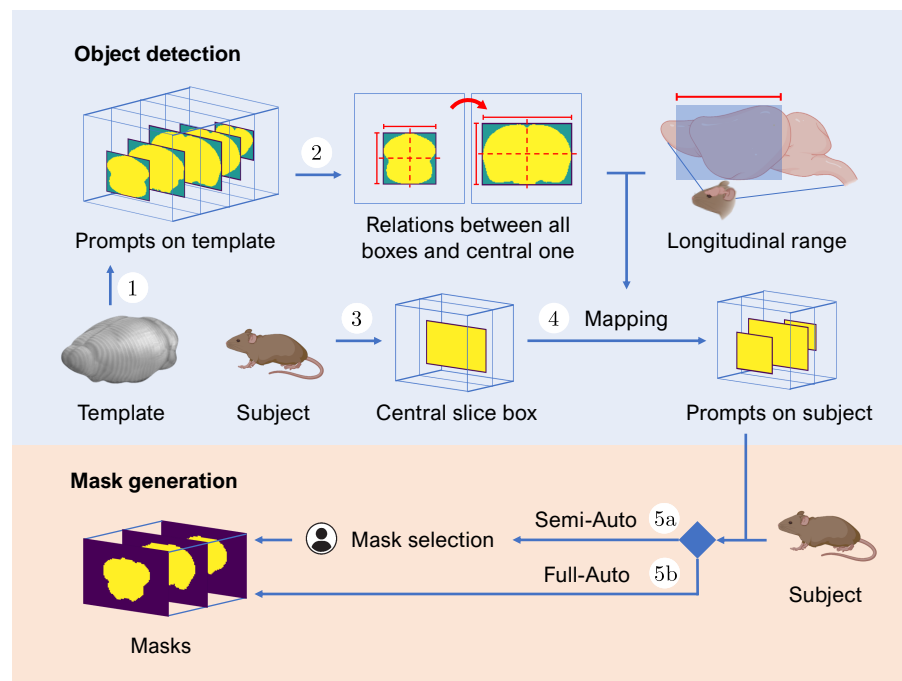 Object detection
2
Prompts on template
Relations between all
boxes and central one
Longitudinal range
1
3
4
Mapping
Template
Subject
Central slice box
Prompts on subject
Mask generation
Semi-Auto 5a
Mask selection
Full-Auto 5b
Subject
Masks